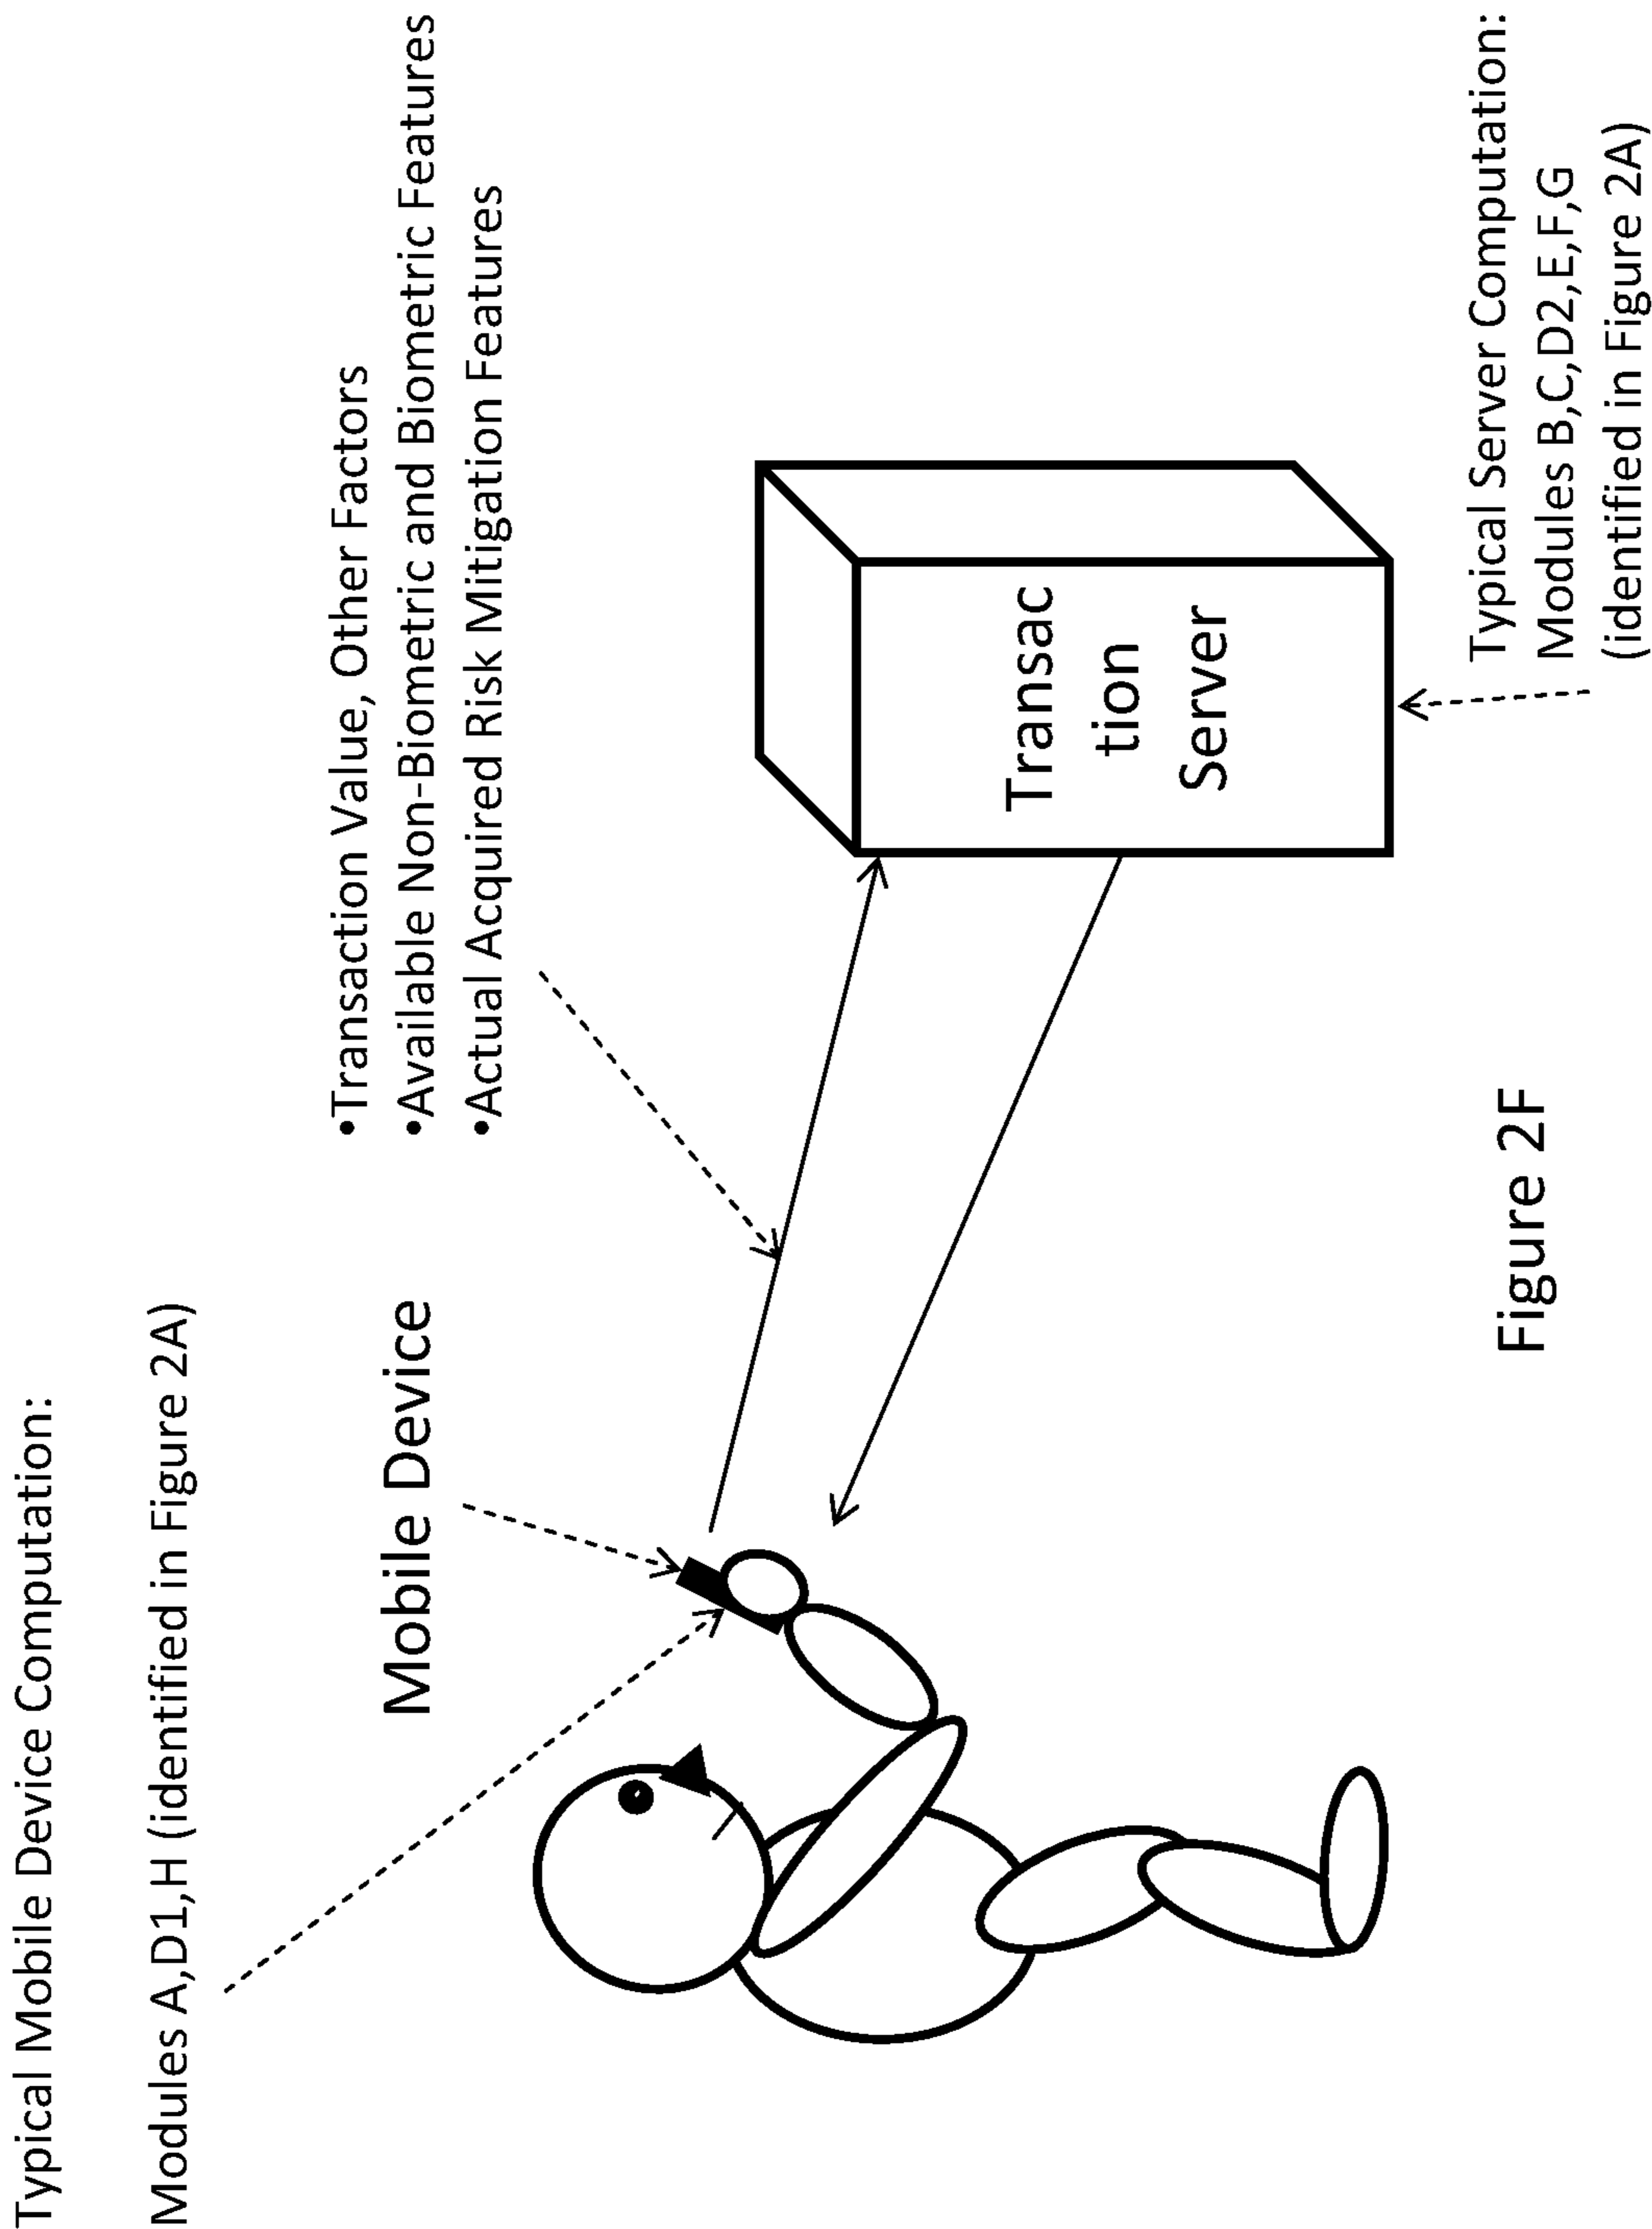 Typical Mobile Device Computation:
Modules A,D1,H (identified in Figure 2A)
Mobile Device
•Transaction Value, Other Factors
•Available Non-Biometric and Biometric Features
•Actual Acquired Risk Mitigation Features
Transac
tion
Server
Typical Server Computation:
Modules B,C,D2,E,F,G
(identified in Figure 2A)
Figure 2F